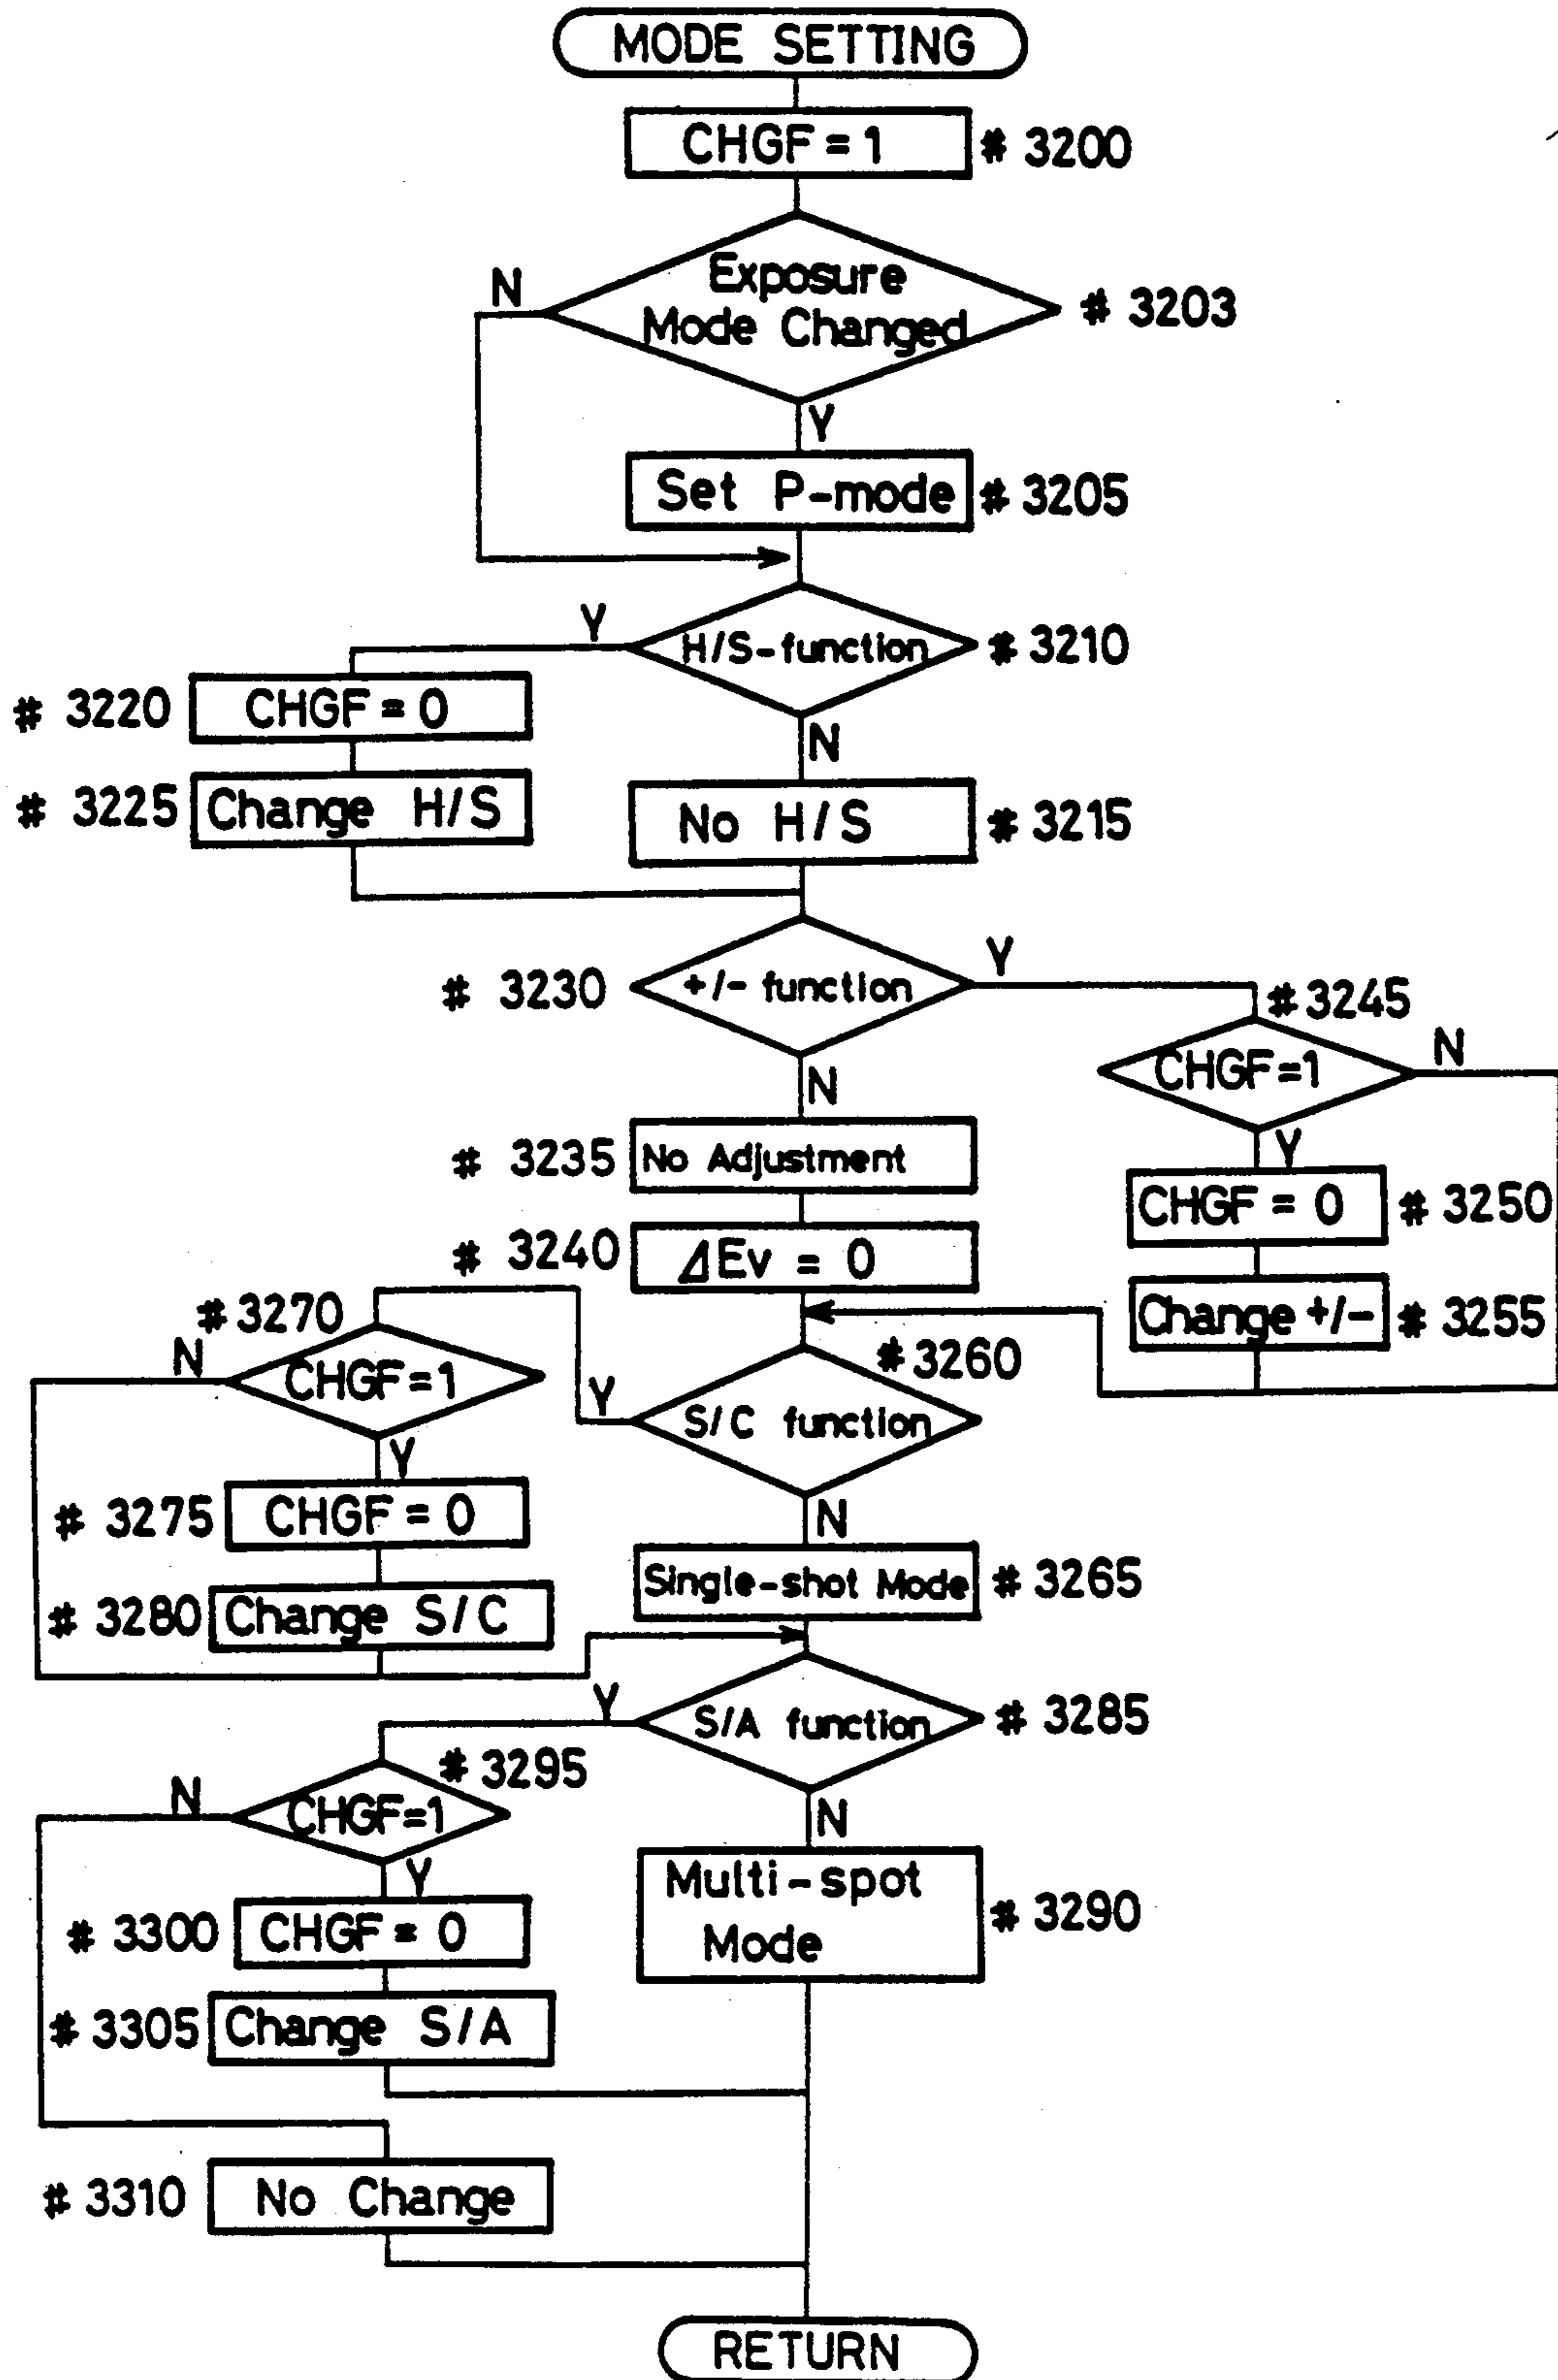 MODE SETTING
CHGF = 1 # 3200
Exposure
Mode Changed
# 3203
N
Y
Set P-mode # 3205
H/S-function # 3210
Y
N
# 3220 CHGF = 0
# 3225 Change H/S
No H/S # 3215
# 3230 +/- function
Y
N
# 3245
CHGF=1
N
Y
# 3235 No Adjustment
CHGF = 0 # 3250
# 3240 ΔEv = 0
Change +/- # 3255
# 3270
CHGF=1
N
Y
# 3260
S/C function
Y
N
# 3275 CHGF = 0
# 3280 Change S/C
Single-shot Mode # 3265
S/A function # 3285
Y
N
# 3295
CHGF=1
N
Y
# 3300 CHGF = 0
Multi-spot
Mode
# 3290
# 3305 Change S/A
# 3310 No Change
RETURN